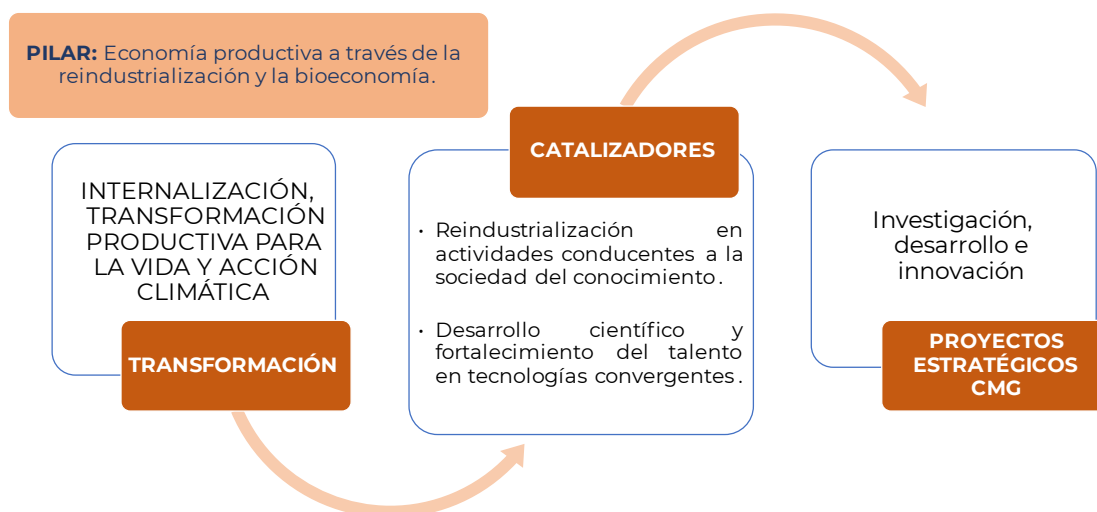 PILAR: Economía productiva a través de la
reindustrialización y la bioeconomía.
INTERNALIZACIÓN,
TRANSFORMACIÓN
PRODUCTIVA PARA
LA VIDA Y ACCIÓN
CLIMÁTICA
TRANSFORMACIÓN
CATALIZADORES
· Reindustrialización en
actividades conducentes a la
sociedad del conocimiento.
· Desarrollo científico y
fortalecimiento del talento
en tecnologías convergentes.
Investigación,
desarrollo e
innovación
PROYECTOS
ESTRATÉGICOS
CMG